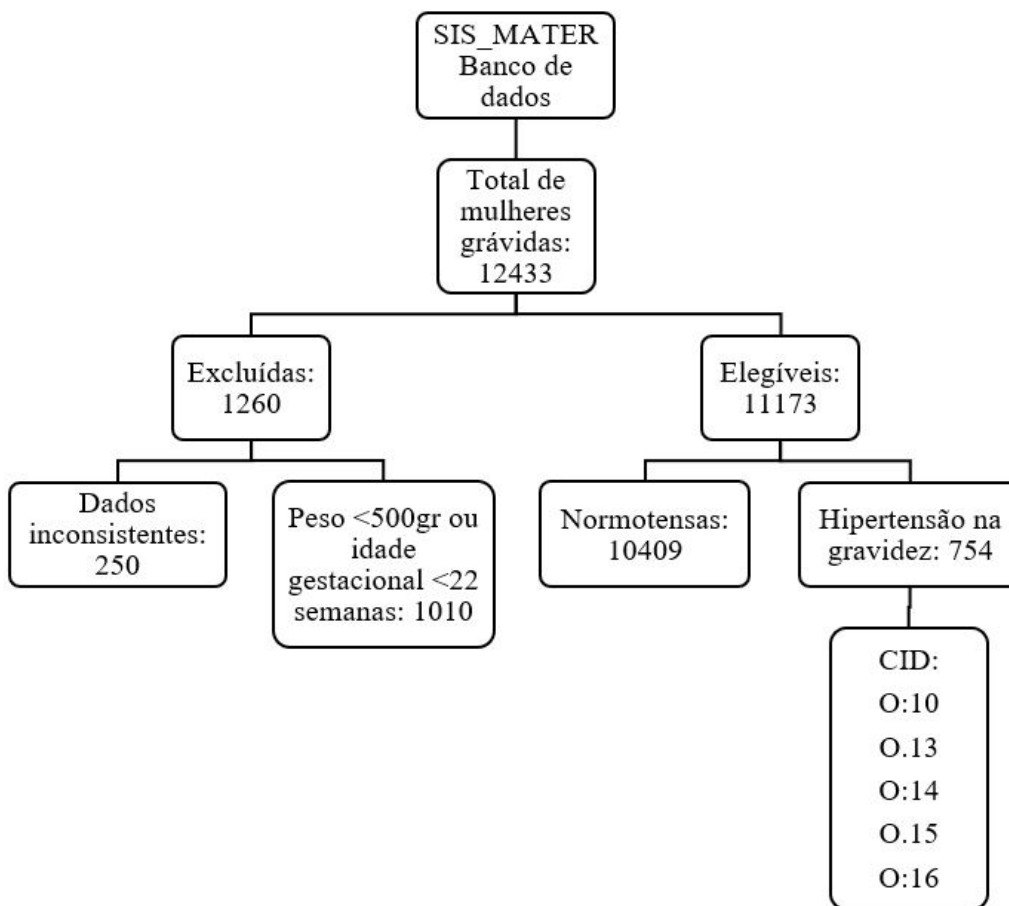 SIS_MATER
Banco de
dados
Total de
mulheres
grávidas:
12433
Excluídas:
1260
Elegíveis:
11173
Dados
inconsistentes:
250
Peso <500gr ou
idade
gestacional <22
semanas: 1010
Normotensas:
10409
Hipertensão na
gravidez: 754
CID:
O:10
O.13
O:14
O.15
O:16